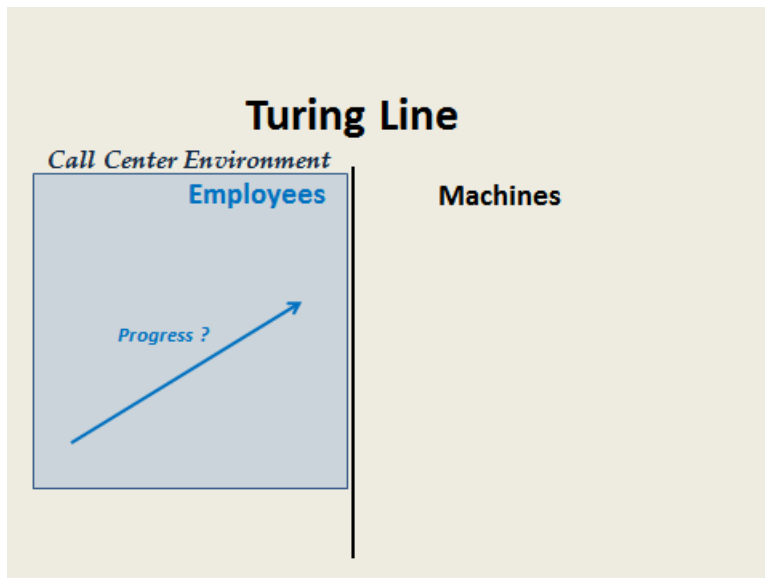 Turing Line
Call Center Environment
Employees
Machines
Progress ?